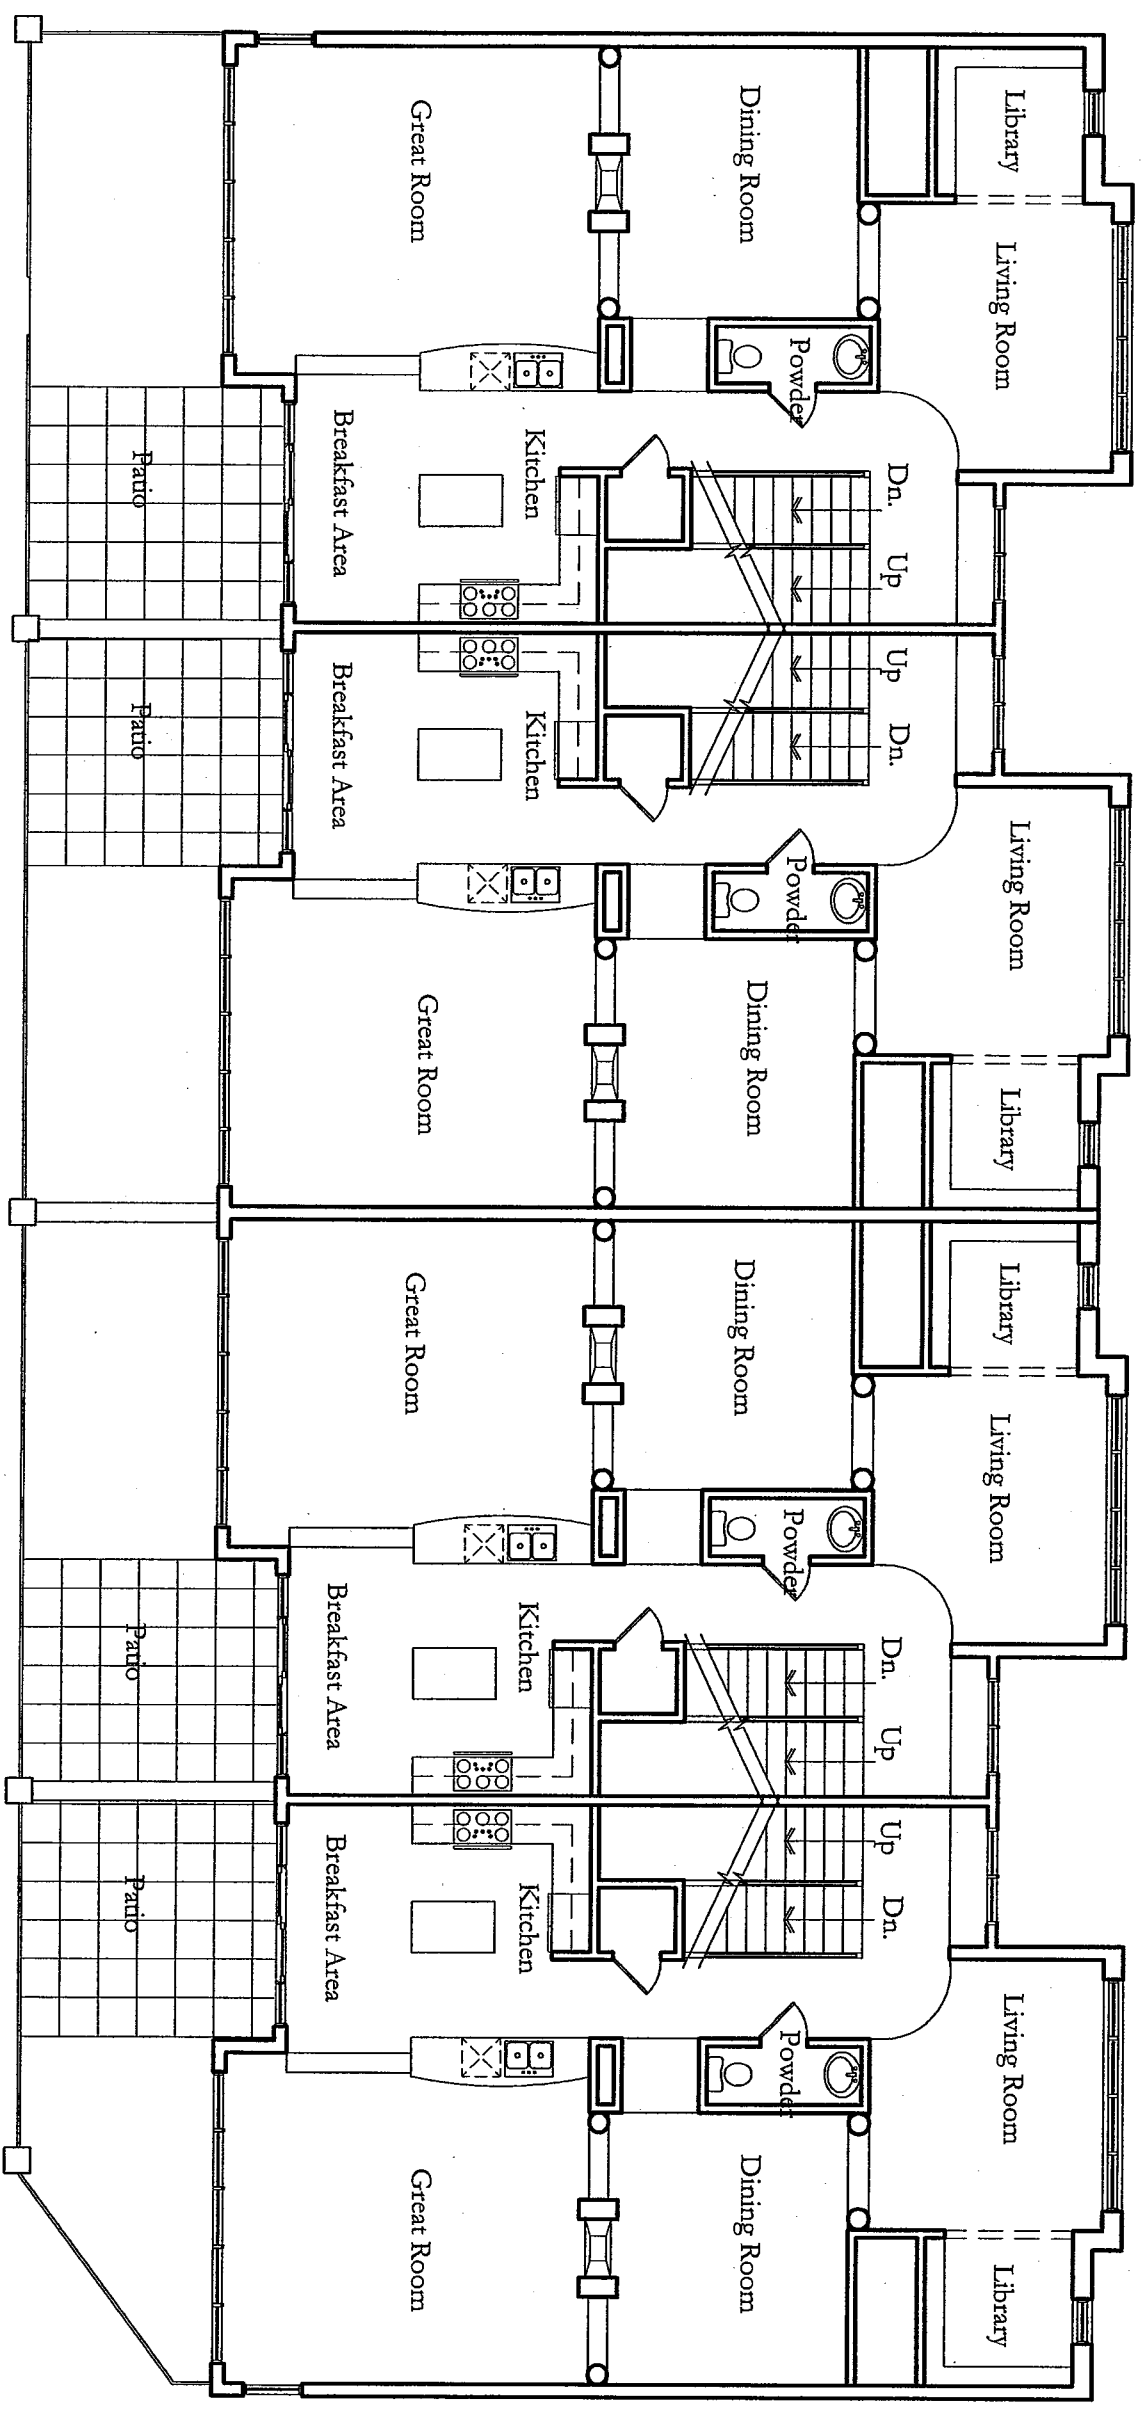 Library
Living Room
Dining Room
Great Room
Powder
Dn.
Up
Kitchen
Breakfast Area
Patio
Up
Dn.
Kitchen
Breakfast Area
Patio
Living Room
Powder
Library
Dining Room
Great Room
Library
Living Room
Dining Room
Great Room
Powder
Dn.
Up
Kitchen
Breakfast Area
Patio
Up
Dn.
Kitchen
Breakfast Area
Patio
Living Room
Powder
Library
Dining Room
Great Room